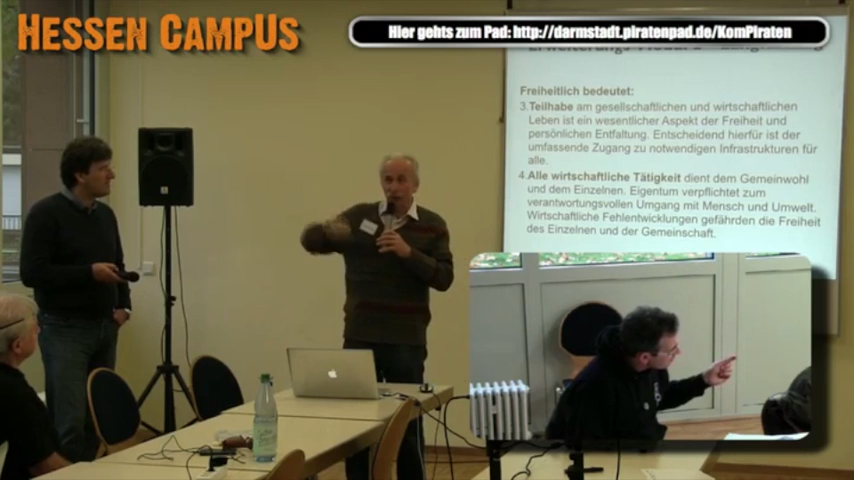 HESSEN CAMPUS
Hier gehts zum Pad: http://darmstadt.piratenpad.de/KomPiraten
Freiheitlich bedeutet:
3.Teilhabe am gesellschaftlichen und wirtschaftlichen
Leben ist ein wesentlicher Aspekt der Freiheit und
persönlichen Entfaltung. Entscheidend hierfür ist der
umfassende Zugang zu notwendigen Infrastrukturen für
alle.
4.Alle wirtschaftliche Tätigkeit dient dem Gemeinwohl
und dem Einzelnen. Eigentum verpflichtet zum
verantwortungsvollen Umgang mit Mensch und Umwelt.
Wirtschaftliche Fehlentwicklungen gefährden die Freiheit
des Einzelnen und der Gemeinschaft.